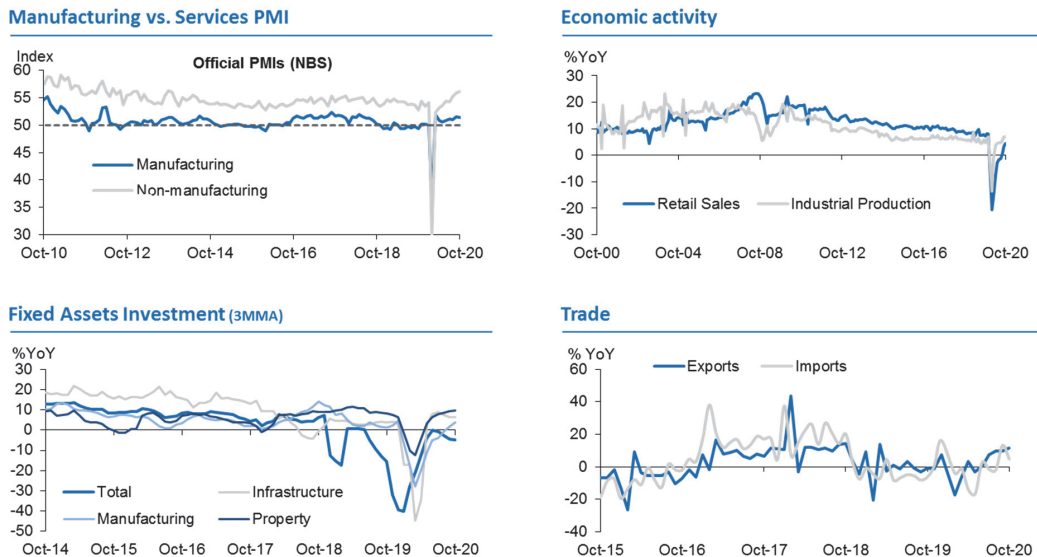 Manufacturing vs. Services PMI
Index
Official PMIs (NBS)
60
55
50
45
40
35
30
Manufacturing
Non-manufacturing
Oct-10
Oct-12
Oct-14
Oct-16
Oct-18
Oct-20
Economic activity
%YoY
30
20
10
0
-10
-20
-30
Retail Sales
Industrial Production
Oct-00
Oct-04
Oct-08
Oct-12
Oct-16
Oct-20
Fixed Assets Investment (3MMA)
%YoY
30
20
10
0
-10
-20
-30
-40
-50
Total
Infrastructure
Manufacturing
Property
Oct-14
Oct-15
Oct-16
Oct-17
Oct-18
Oct-19
Oct-20
Trade
% YoY
Exports
Imports
60
40
20
0
-20
-40
Oct-15
Oct-16
Oct-17
Oct-18
Oct-19
Oct-20